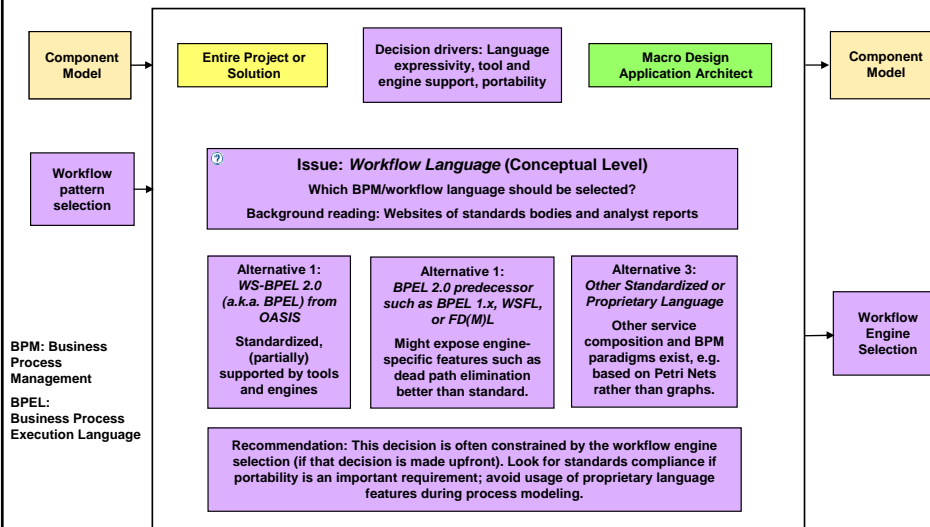 Component
Model
Entire Project or
Solution
Decision drivers: Language
expressivity, tool and
engine support, portability
Macro Design
Application Architect
Component
Model
Workflow
pattern
selection
?
Issue: Workflow Language (Conceptual Level)
Which BPM/workflow language should be selected?
Background reading: Websites of standards bodies and analyst reports
Alternative 1:
WS-BPEL 2.0
(a.k.a. BPEL) from
OASIS
Standardized,
(partially)
supported by tools
and engines
Alternative 1:
BPEL 2.0 predecessor
such as BPEL 1.x, WSFL,
or FD(M)L
Might expose engine-
specific features such as
dead path elimination
better than standard.
Alternative 3:
Other Standardized or
Proprietary Language
Other service
composition and BPM
paradigms exist, e.g.
based on Petri Nets
rather than graphs.
Workflow
Engine
Selection
BPM: Business
Process
Management
BPEL:
Business Process
Execution Language
Recommendation: This decision is often constrained by the workflow engine
selection (if that decision is made upfront). Look for standards compliance if
portability is an important requirement; avoid usage of proprietary language
features during process modeling.